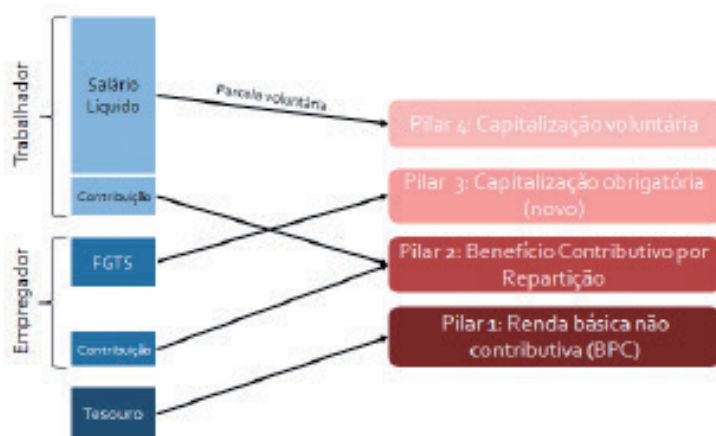 Trabalhador
Salário
Líquido
Contribuição
Empregador
FGTS
Contribuição
Tesouro
Parcela voluntária
Pilar 4: Capitalização voluntária
Pilar 3: Capitalização obrigatória
(novo)
Pilar 2: Benefício Contributivo por
Repartição
Pilar 1: Renda básica não
contributiva (BPC)